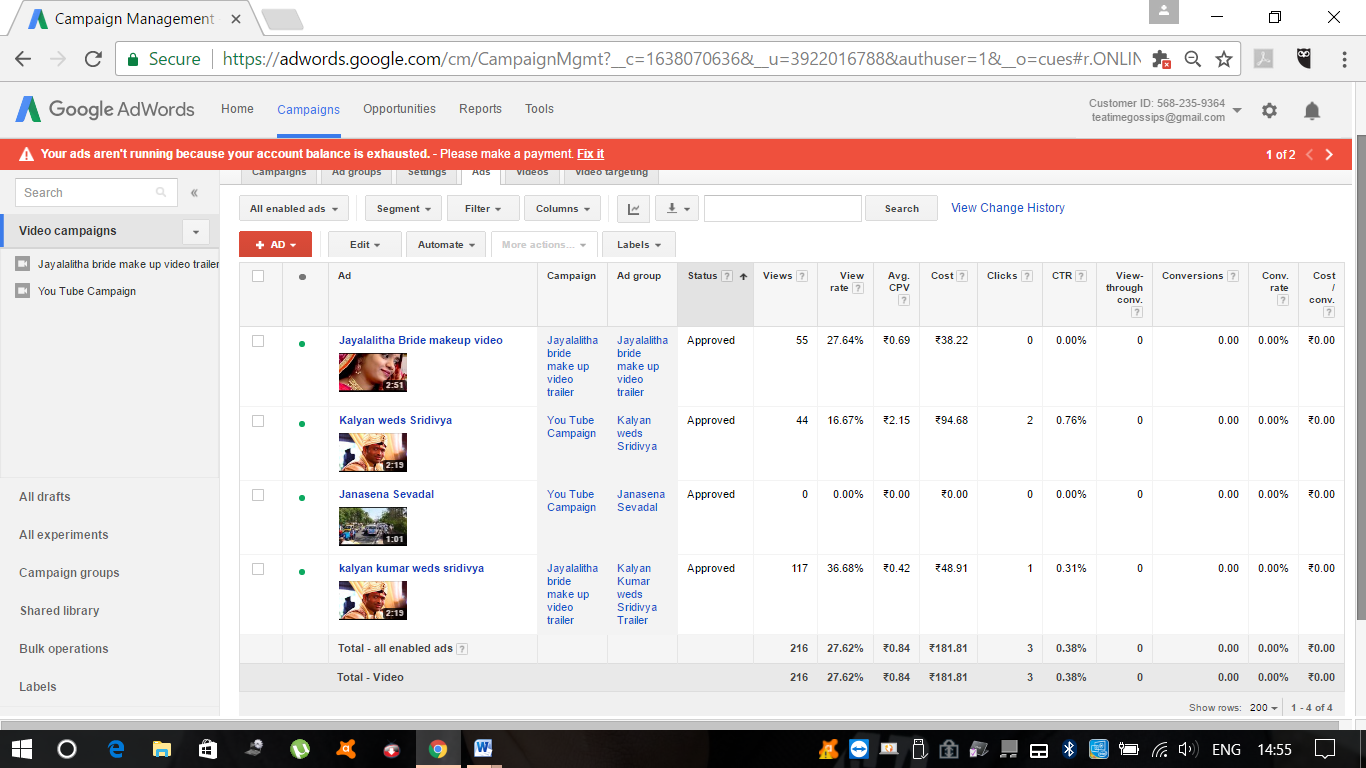 Campaign Management
Secure https://adwords.google.com/cm/CampaignMgmt?__c=1638070636&__u=3922016788&authuser=1&__o=cues#r.ONLIN
Google AdWords Home Campaigns Opportunities Reports Tools
Customer ID: 568-235-9364
teatimegossips@gmail.com
Your ads aren't running because your account balance is exhausted. - Please make a payment. Fix it 1 of 2
Campaigns Ad groups Settings Ads Videos Video targeting
Search «
All enabled ads Segment Filter Columns Search View Change History
Video campaigns
+ AD Edit Automate More actions... Labels
Jayalalitha bride make up video trailer
You Tube Campaign
Ad Campaign Ad group Status ? Views ? View rate ? Avg. CPV ? Cost ? Clicks ? CTR ? View-through conv. ? Conversions ? Conv. rate ? Cost / conv. ?
Jayalalitha Bride makeup video Jayalalitha bride make up video trailer Jayalalitha bride make up video trailer Approved 55 27.64% ₹0.69 ₹38.22 0 0.00% 0 0.00 0.00% ₹0.00
2:51
Kalyan weds Sridivya You Tube Campaign Kalyan weds Sridivya Approved 44 16.67% ₹2.15 ₹94.68 2 0.76% 0 0.00 0.00% ₹0.00
2:19
Janasena Sevadal You Tube Campaign Janasena Sevadal Approved 0 0.00% ₹0.00 ₹0.00 0 0.00% 0 0.00 0.00% ₹0.00
1:01
kalyan kumar weds sridivya Jayalalitha bride make up video trailer Kalyan Kumar weds Sridivya Trailer Approved 117 36.68% ₹0.42 ₹48.91 1 0.31% 0 0.00 0.00% ₹0.00
2:19
Total - all enabled ads ? 216 27.62% ₹0.84 ₹181.81 3 0.38% 0 0.00 0.00% ₹0.00
Total - Video 216 27.62% ₹0.84 ₹181.81 3 0.38% 0 0.00 0.00% ₹0.00
Show rows: 200 1 - 4 of 4
All drafts
All experiments
Campaign groups
Shared library
Bulk operations
Labels
ENG 14:55